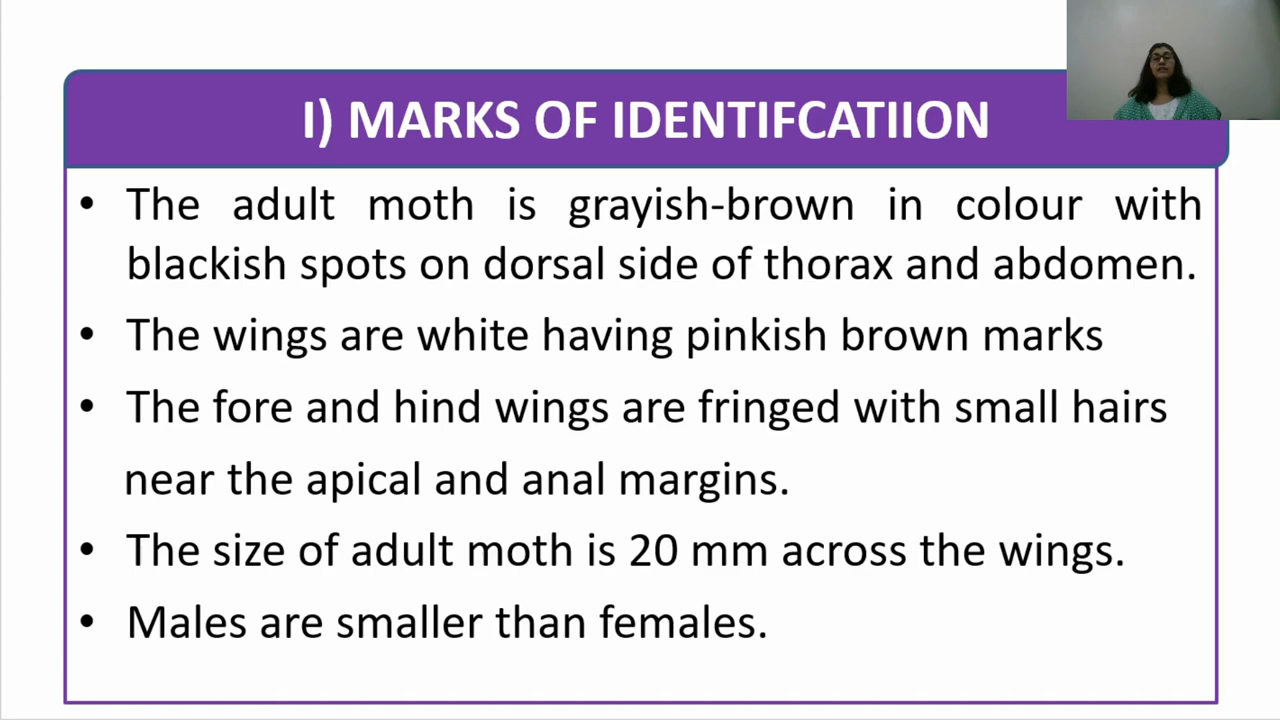 I) MARKS OF IDENTIFCATIION
• The adult moth is grayish-brown in colour with
blackish spots on dorsal side of thorax and abdomen.
• The wings are white having pinkish brown marks
• The fore and hind wings are fringed with small hairs
near the apical and anal margins.
• The size of adult moth is 20 mm across the wings.
• Males are smaller than females.